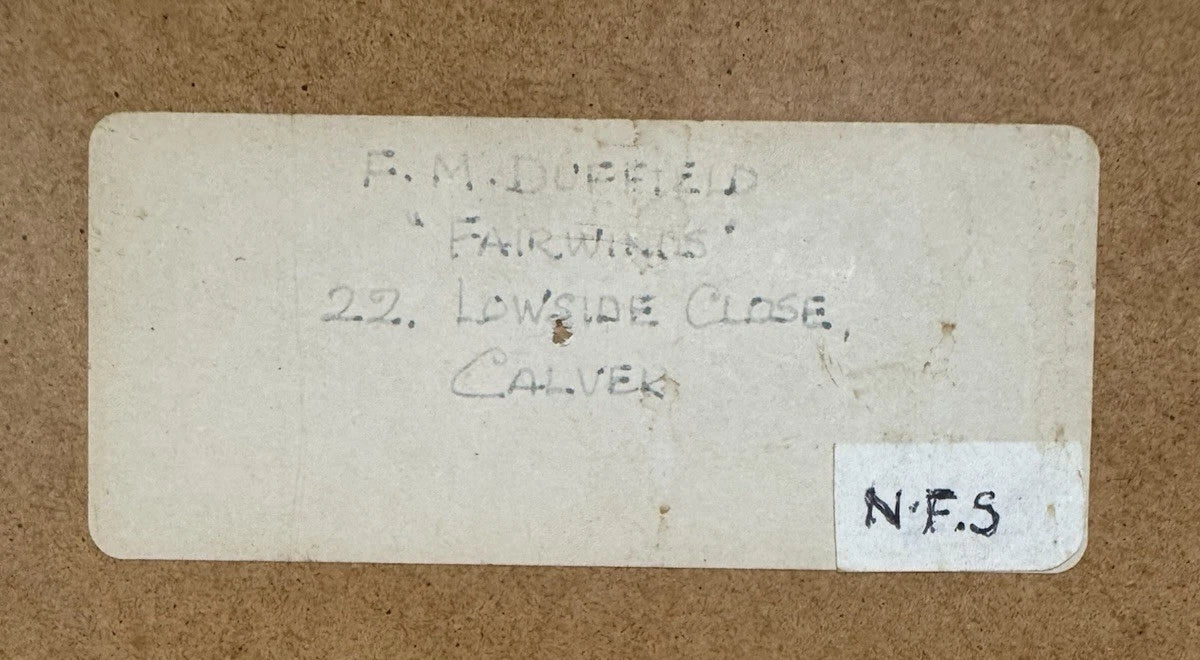 F. M. DUFFIELD
"FAIRWINDS"
22. LOWSIDE CLOSE,
CALVER
N.F.S